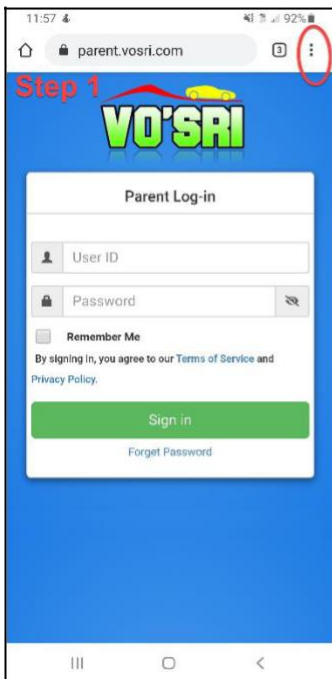 11:57
92%
parent.vosri.com
3
Step 1
VO'SRI
Parent Log-in
User ID
Password
Remember Me
By signing in, you agree to our Terms of Service and
Privacy Policy.
Sign in
Forget Password